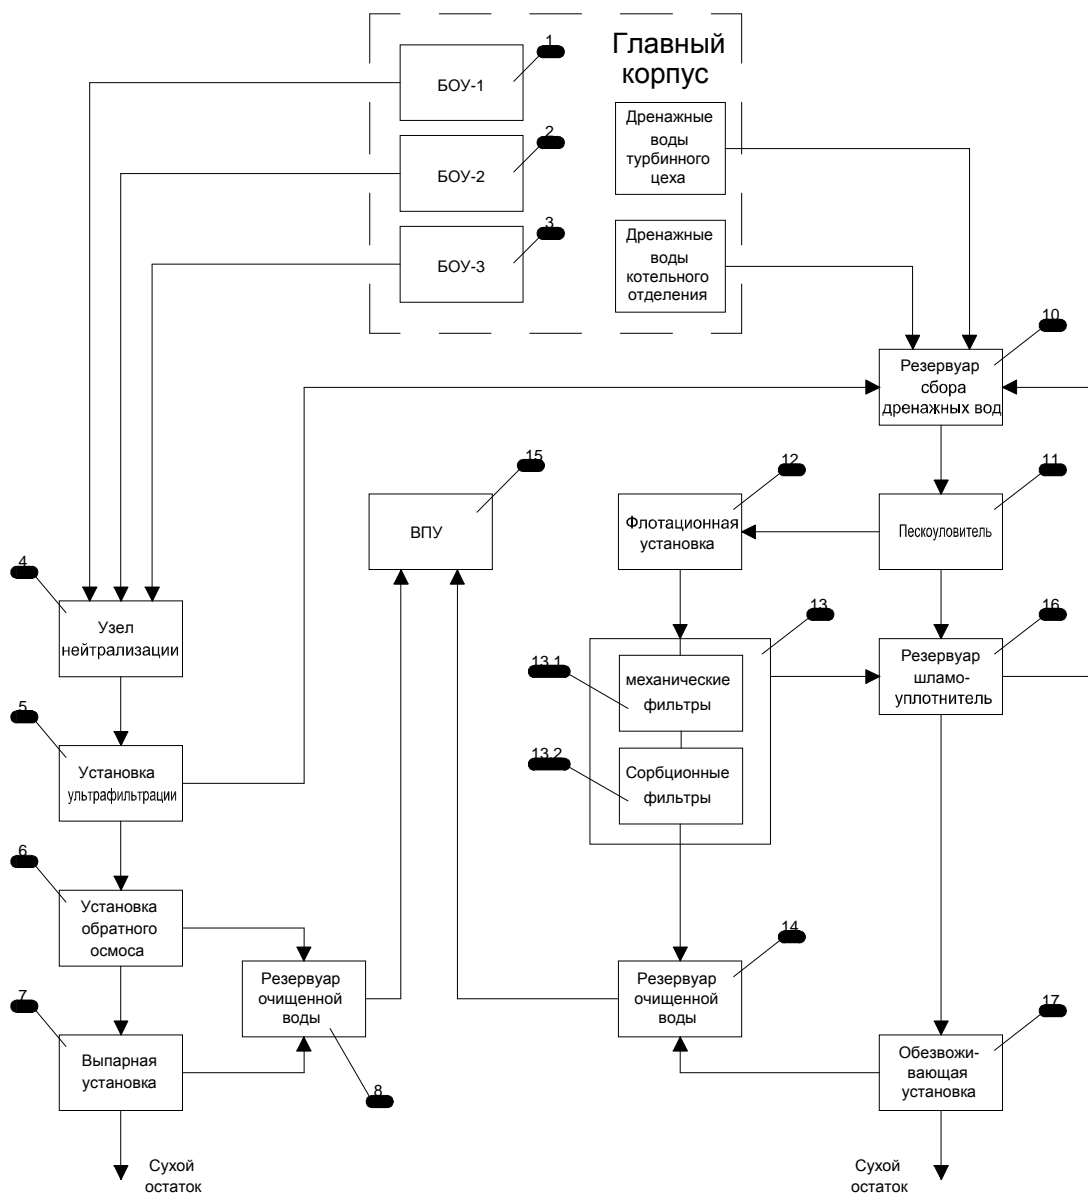 1
Главный
корпус
БОУ-1
Дренажные
воды
турбинного
цеха
2
БОУ-2
3
БОУ-3
Дренажные
воды
котельного
отделения
10
Резервуар
сбора
дренажных вод
15
ВПУ
12
Флотационная
установка
11
Пескоуловитель
4
Узел
нейтрализации
13
16
Резервуар
шламо-
уплотнитель
13.1
механические
фильтры
5
Установка
ультрафильтрации
13.2
Сорбционные
фильтры
6
Установка
обратного
осмоса
14
Резервуар
очищенной
воды
Резервуар
очищенной
воды
7
Выпарная
установка
8
17
Обезвожи-
вающая
установка
Сухой
остаток
Сухой
остаток